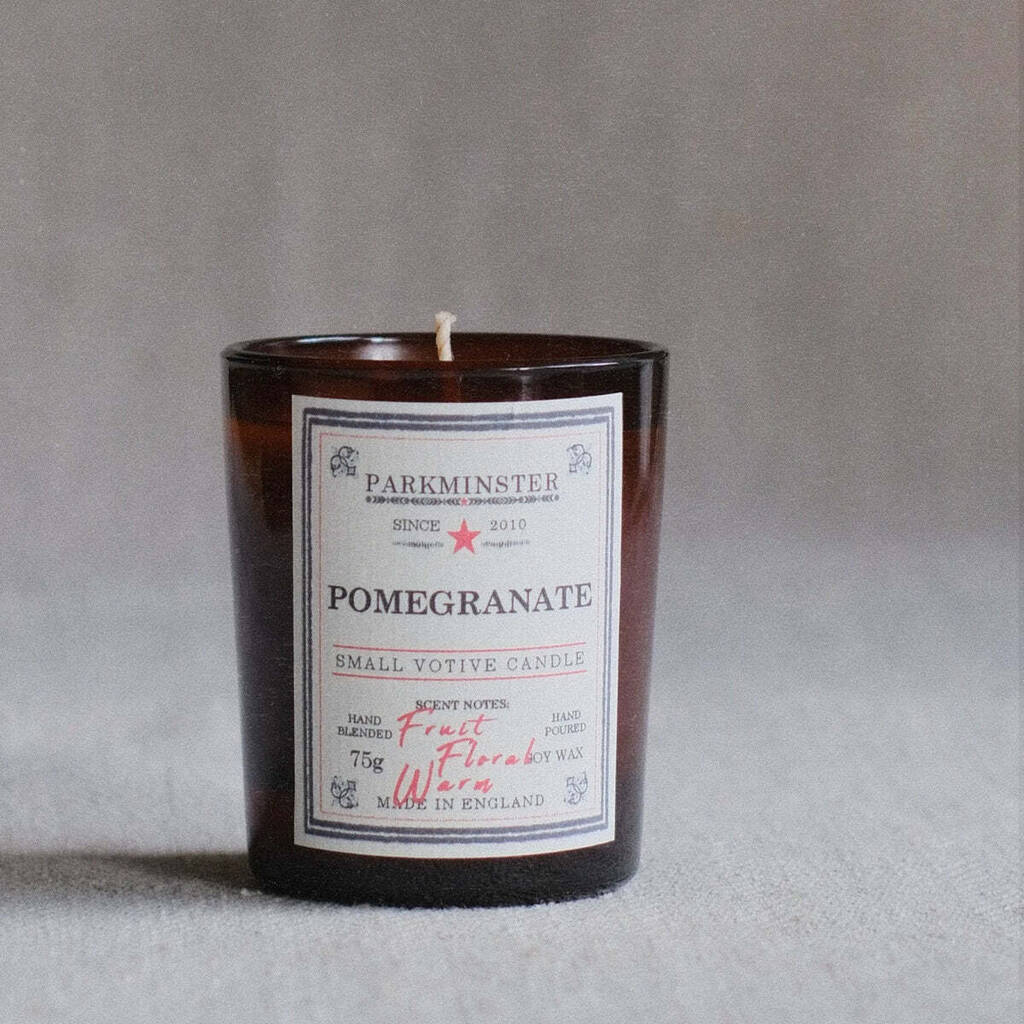 PARKMINSTER
SINCE 2010
POMEGRANATE
SMALL VOTIVE CANDLE
SCENT NOTES:
HAND BLENDED
Fruit
HAND POURED
75g
Floral
SOY WAX
Warm
MADE IN ENGLAND